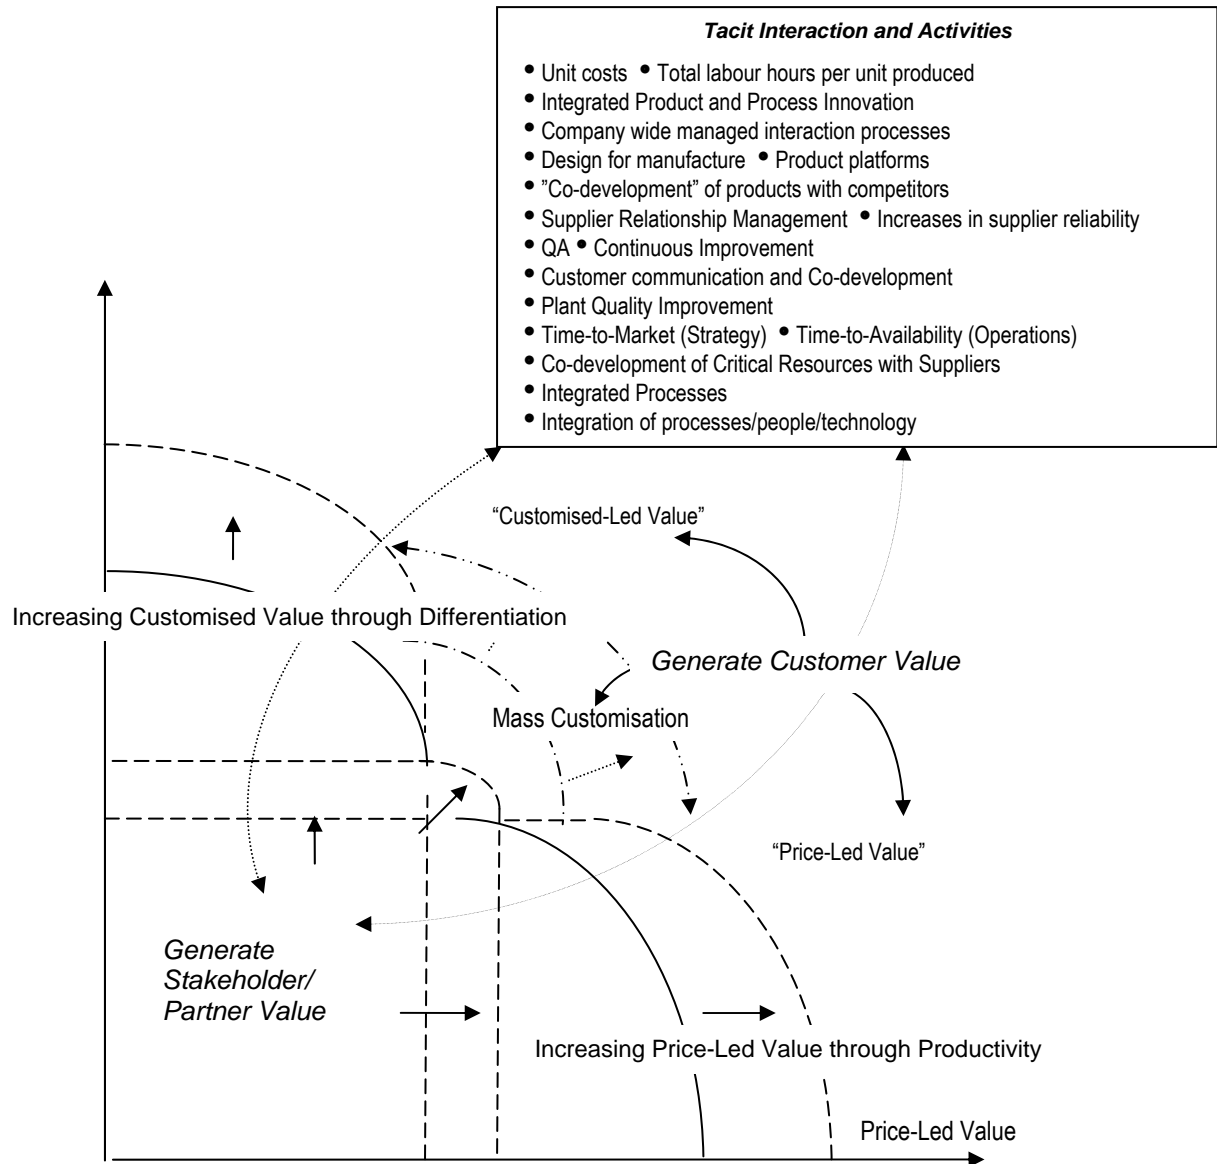 Tacit Interaction and Activities
• Unit costs • Total labour hours per unit produced
• Integrated Product and Process Innovation
• Company wide managed interaction processes
• Design for manufacture • Product platforms
• ”Co-development” of products with competitors
• Supplier Relationship Management • Increases in supplier reliability
• QA • Continuous Improvement
• Customer communication and Co-development
• Plant Quality Improvement
• Time-to-Market (Strategy) • Time-to-Availability (Operations)
• Co-development of Critical Resources with Suppliers
• Integrated Processes
• Integration of processes/people/technology
“Customised-Led Value”
Increasing Customised Value through Differentiation
Generate Customer Value
Mass Customisation
“Price-Led Value”
Generate
Stakeholder/
Partner Value
Increasing Price-Led Value through Productivity
Price-Led Value